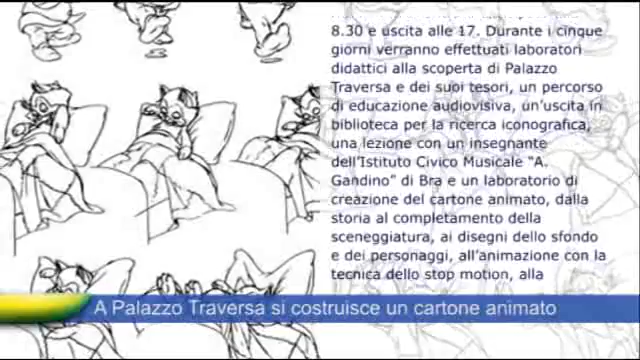 8.30 e uscita alle 17. Durante i cinque
giorni verranno effettuati laboratori
didattici alla scoperta di Palazzo
Traversa e dei suoi tesori, un percorso
di educazione audiovisiva, un'uscita in
biblioteca per la ricerca iconografica,
una lezione con un insegnante
dell'Istituto Civico Musicale “A.
Gandino” di Bra e un laboratorio di
creazione del cartone animato, dalla
storia al completamento della
sceneggiatura, ai disegni dello sfondo
e dei personaggi, all'animazione con la
tecnica dello stop motion, alla
A Palazzo Traversa si costruisce un cartone animato